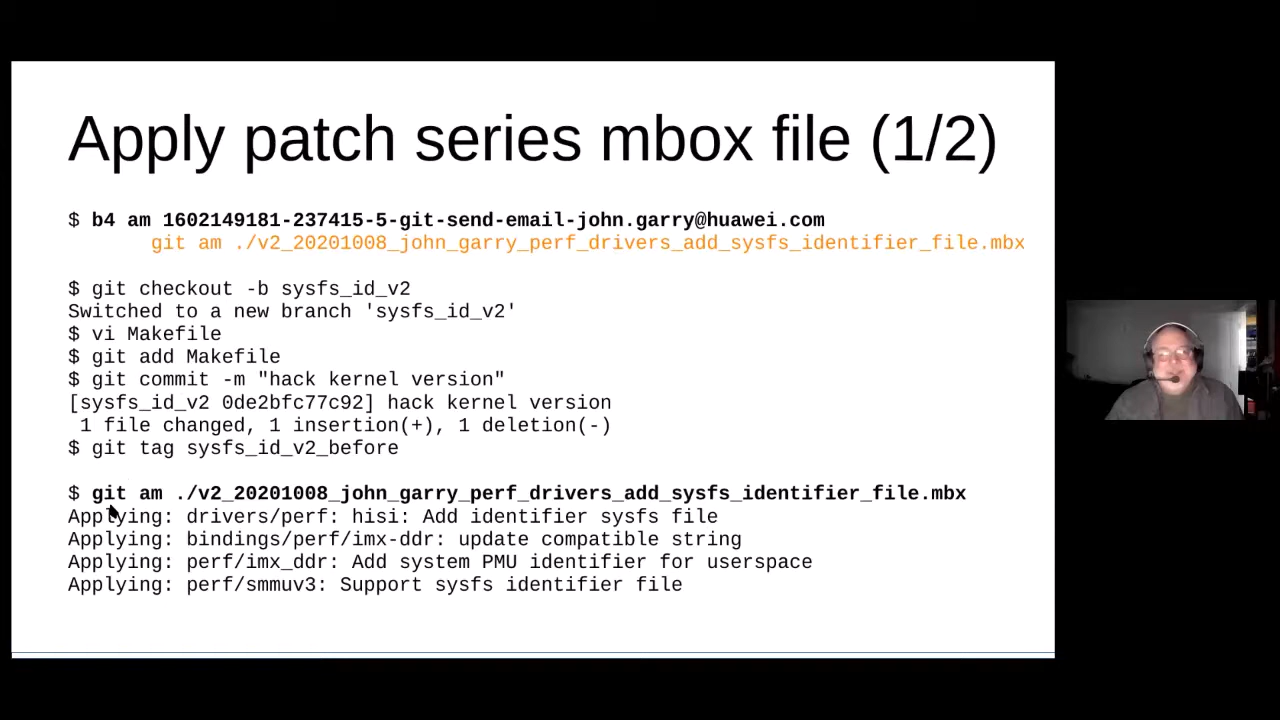 Apply patch series mbox file (1/2)
$ b4 am 1602149181-237415-5-git-send-email-john.garry@huawei.com
git am ./v2_20201008_john_garry_perf_drivers_add_sysfs_identifier_file.mbx
$ git checkout -b sysfs_id_v2
Switched to a new branch 'sysfs_id_v2'
$ vi Makefile
$ git add Makefile
$ git commit -m "hack kernel version"
[sysfs_id_v2 0de2bfc77c92] hack kernel version
1 file changed, 1 insertion(+), 1 deletion(-)
$ git tag sysfs_id_v2_before
$ git am ./v2_20201008_john_garry_perf_drivers_add_sysfs_identifier_file.mbx
Applying: drivers/perf: hisi: Add identifier sysfs file
Applying: bindings/perf/imx-ddr: update compatible string
Applying: perf/imx_ddr: Add system PMU identifier for userspace
Applying: perf/smmuv3: Support sysfs identifier file